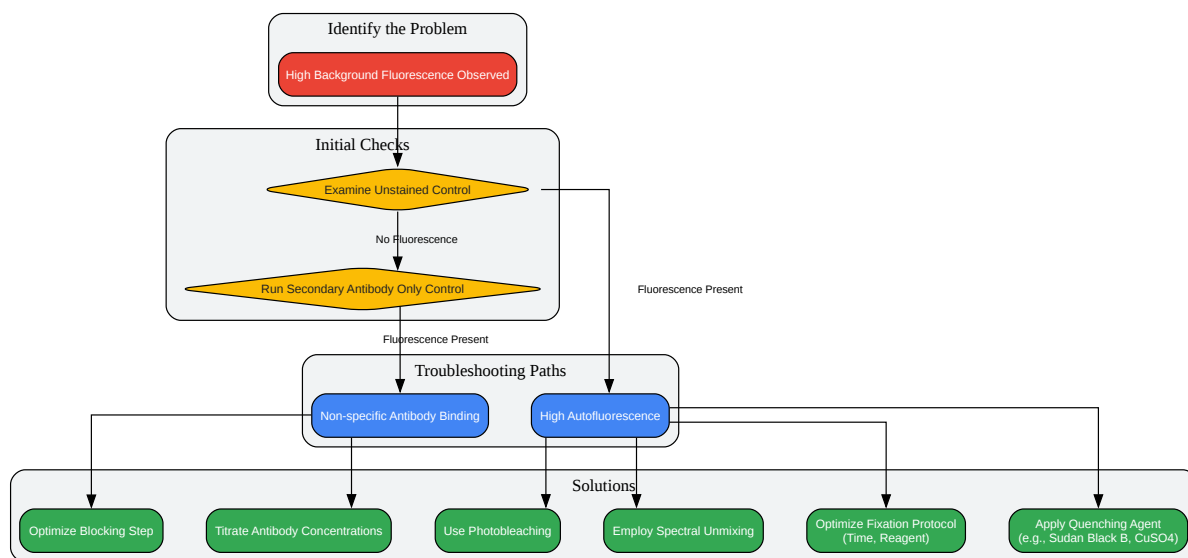 Identify the Problem
High Background Fluorescence Observed
Initial Checks
Examine Unstained Control
No Fluorescence
Run Secondary Antibody Only Control
Fluorescence Present
Fluorescence Present
Troubleshooting Paths
Non-specific Antibody Binding
High Autofluorescence
Solutions
Optimize Blocking Step
Titrate Antibody Concentrations
Use Photobleaching
Employ Spectral Unmixing
Optimize Fixation Protocol
(Time, Reagent)
Apply Quenching Agent
(e.g., Sudan Black B, CuSO4)